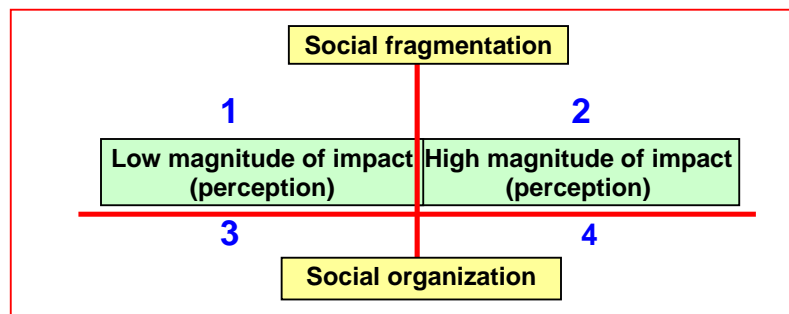 Social fragmentation
1 2
Low magnitude of impact High magnitude of impact
(perception) (perception)
3 4
Social organization